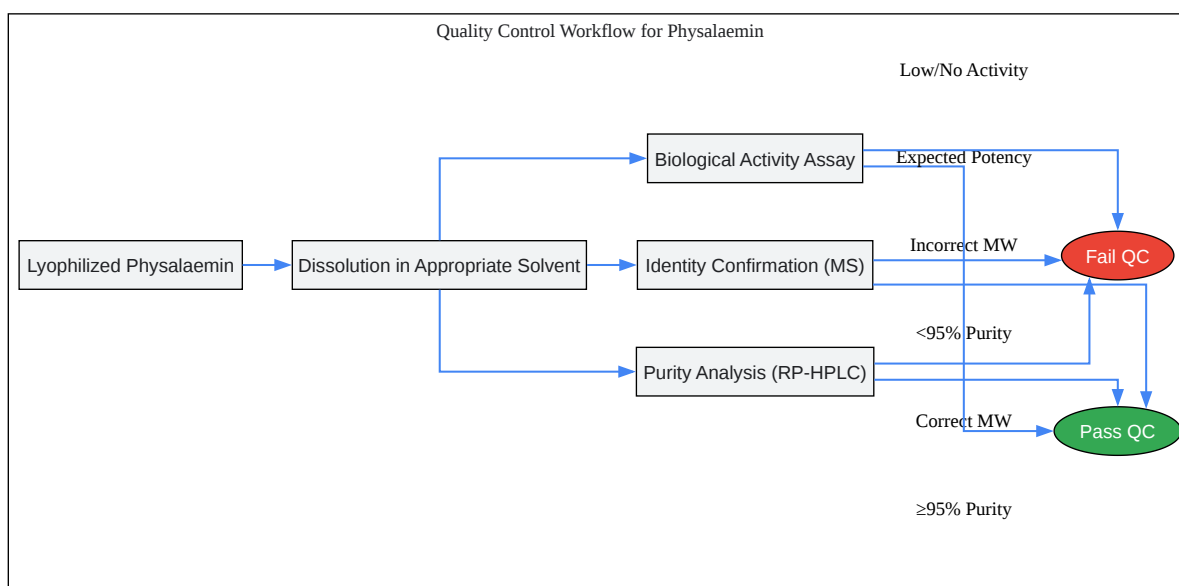 Quality Control Workflow for Physalaemin
Low/No Activity
Biological Activity Assay
Expected Potency
Lyophilized Physalaemin
Dissolution in Appropriate Solvent
Identity Confirmation (MS)
Incorrect MW
Fail QC
<95% Purity
Purity Analysis (RP-HPLC)
Correct MW
Pass QC
≥95% Purity